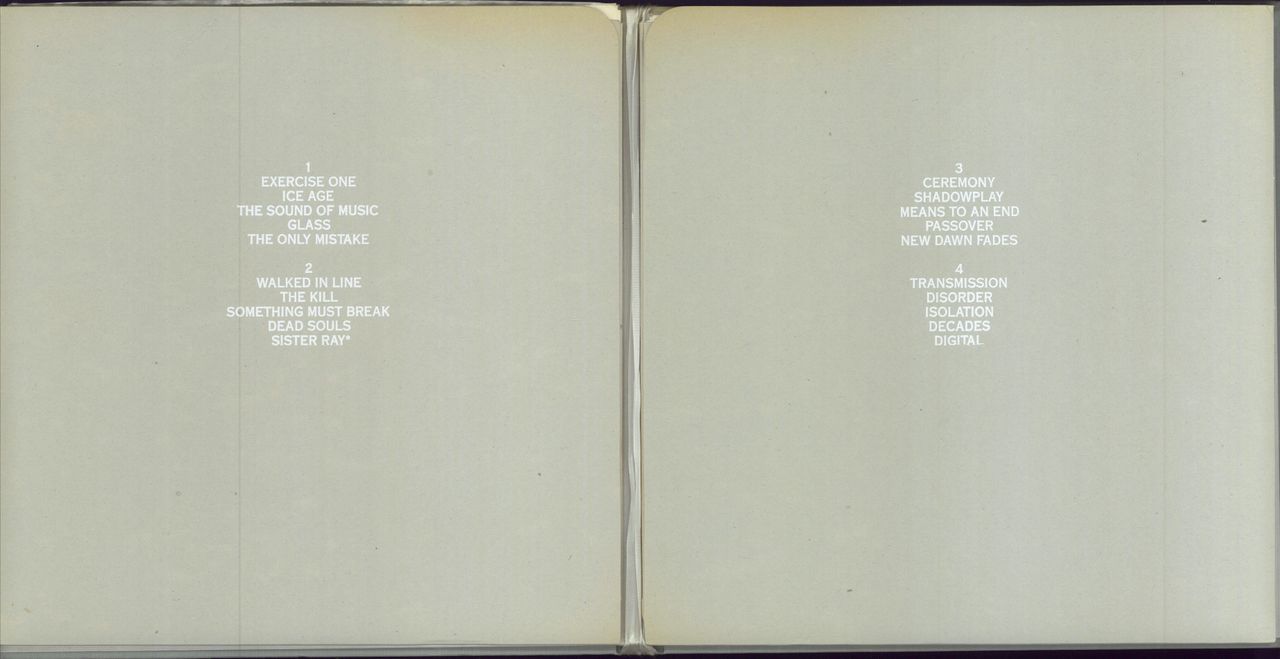 1
EXERCISE ONE
ICE AGE
THE SOUND OF MUSIC
GLASS
THE ONLY MISTAKE
2
WALKED IN LINE
THE KILL
SOMETHING MUST BREAK
DEAD SOULS
SISTER RAY*
3
CEREMONY
SHADOWPLAY
MEANS TO AN END
PASSOVER
NEW DAWN FADES
4
TRANSMISSION
DISORDER
ISOLATION
DECADES
DIGITAL